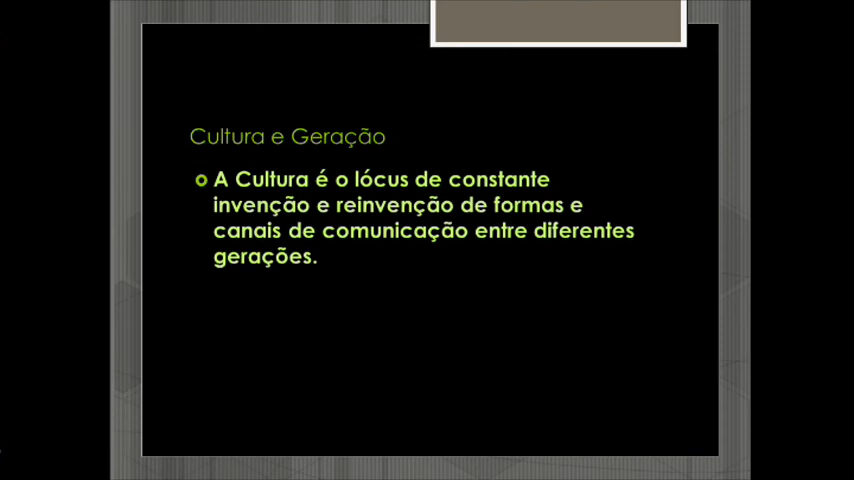 Cultura e Geração
A Cultura é o lócus de constante
invenção e reinvenção de formas e
canais de comunicação entre diferentes
gerações.